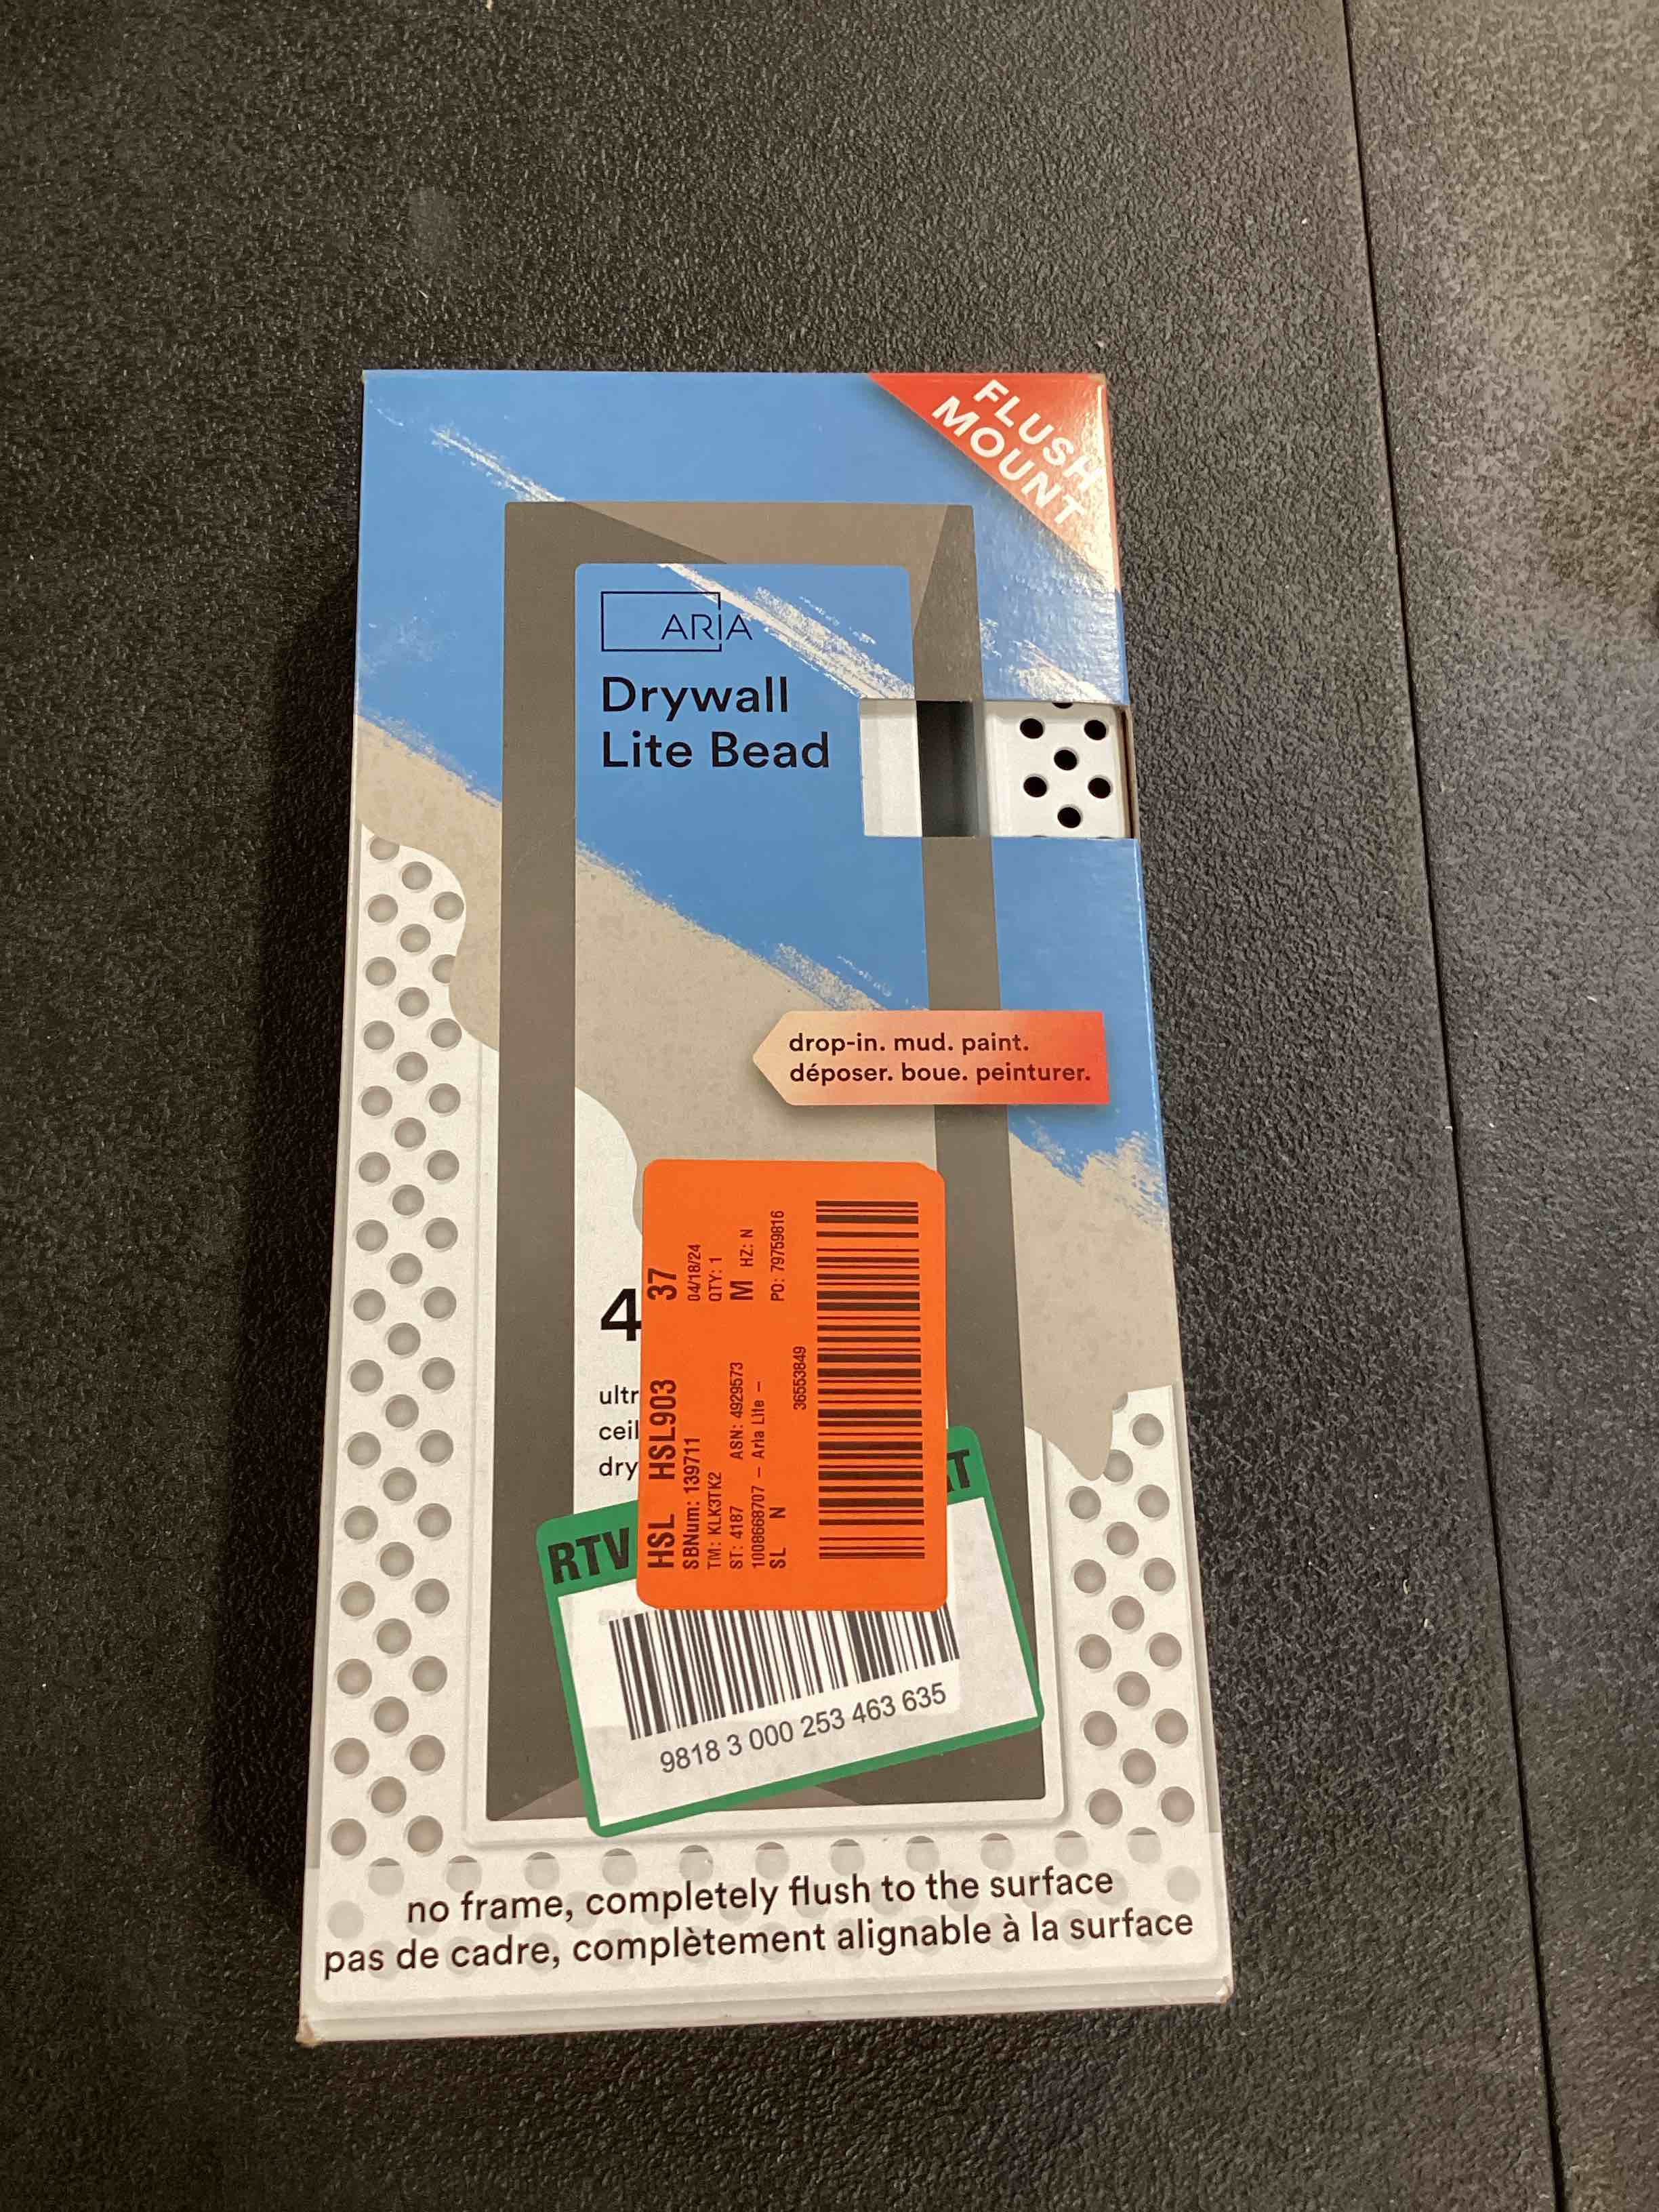 FLUSH
MOUNT
ARIA
Drywall
Lite Bead
drop-in. mud. paint.
déposer. boue. peinturer.
4
ultr
ceil
dry
HSL HSL903 37
SBNum: 139711 04/18/24
TM: KLK3TK2 QTY: 1
ST: 4187 ASN: 4929573 M HZ: N
1008668707 - Aria Lite -
SL N PO: 79759816
36553849
RTV
9818 3 000 253 463 635
no frame, completely flush to the surface
pas de cadre, complètement alignable à la surface